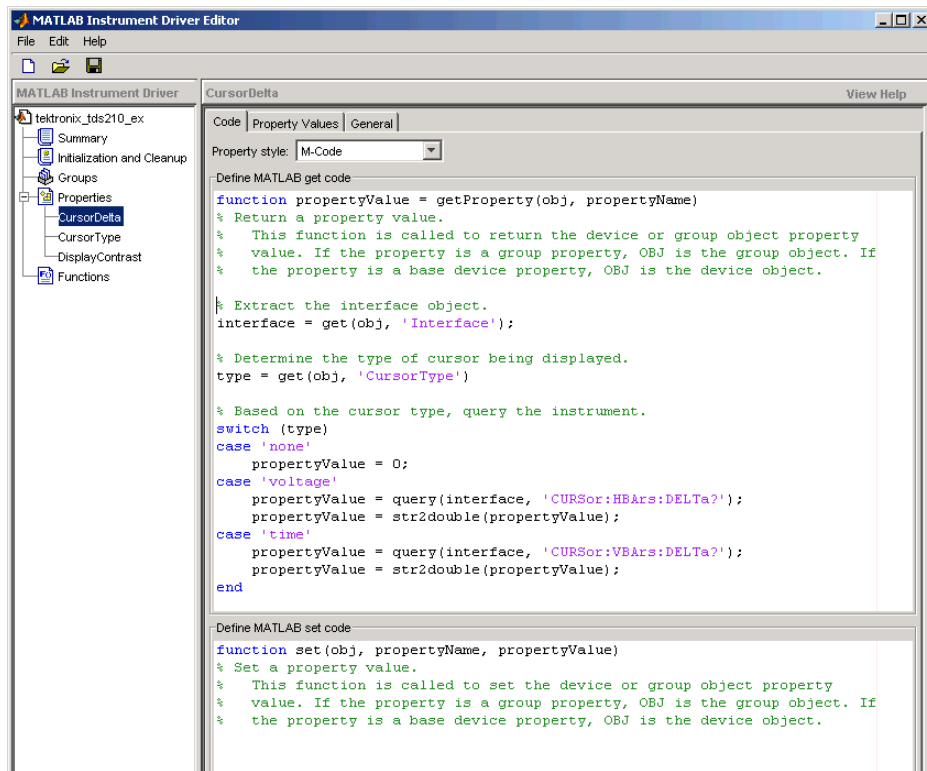 MATLAB Instrument Driver Editor
File Edit Help
MATLAB Instrument Driver
CursorDelta
View Help
tektronix_tds210_ex
Summary
Initialization and Cleanup
Groups
Properties
CursorDelta
CursorType
DisplayContrast
Functions
Code Property Values General
Property style: M-Code
Define MATLAB get code
function propertyValue = getProperty(obj, propertyName)
% Return a property value.
%   This function is called to return the device or group object property
%   value. If the property is a group property, OBJ is the group object. If
%   the property is a base device property, OBJ is the device object.
% Extract the interface object.
interface = get(obj, 'Interface');
% Determine the type of cursor being displayed.
type = get(obj, 'CursorType')
% Based on the cursor type, query the instrument.
switch (type)
case 'none'
    propertyValue = 0;
case 'voltage'
    propertyValue = query(interface, 'CURSor:HBArs:DELTa?');
    propertyValue = str2double(propertyValue);
case 'time'
    propertyValue = query(interface, 'CURSor:VBArs:DELTa?');
    propertyValue = str2double(propertyValue);
end
Define MATLAB set code
function set(obj, propertyName, propertyValue)
% Set a property value.
%   This function is called to set the device or group object property
%   value. If the property is a group property, OBJ is the group object. If
%   the property is a base device property, OBJ is the device object.